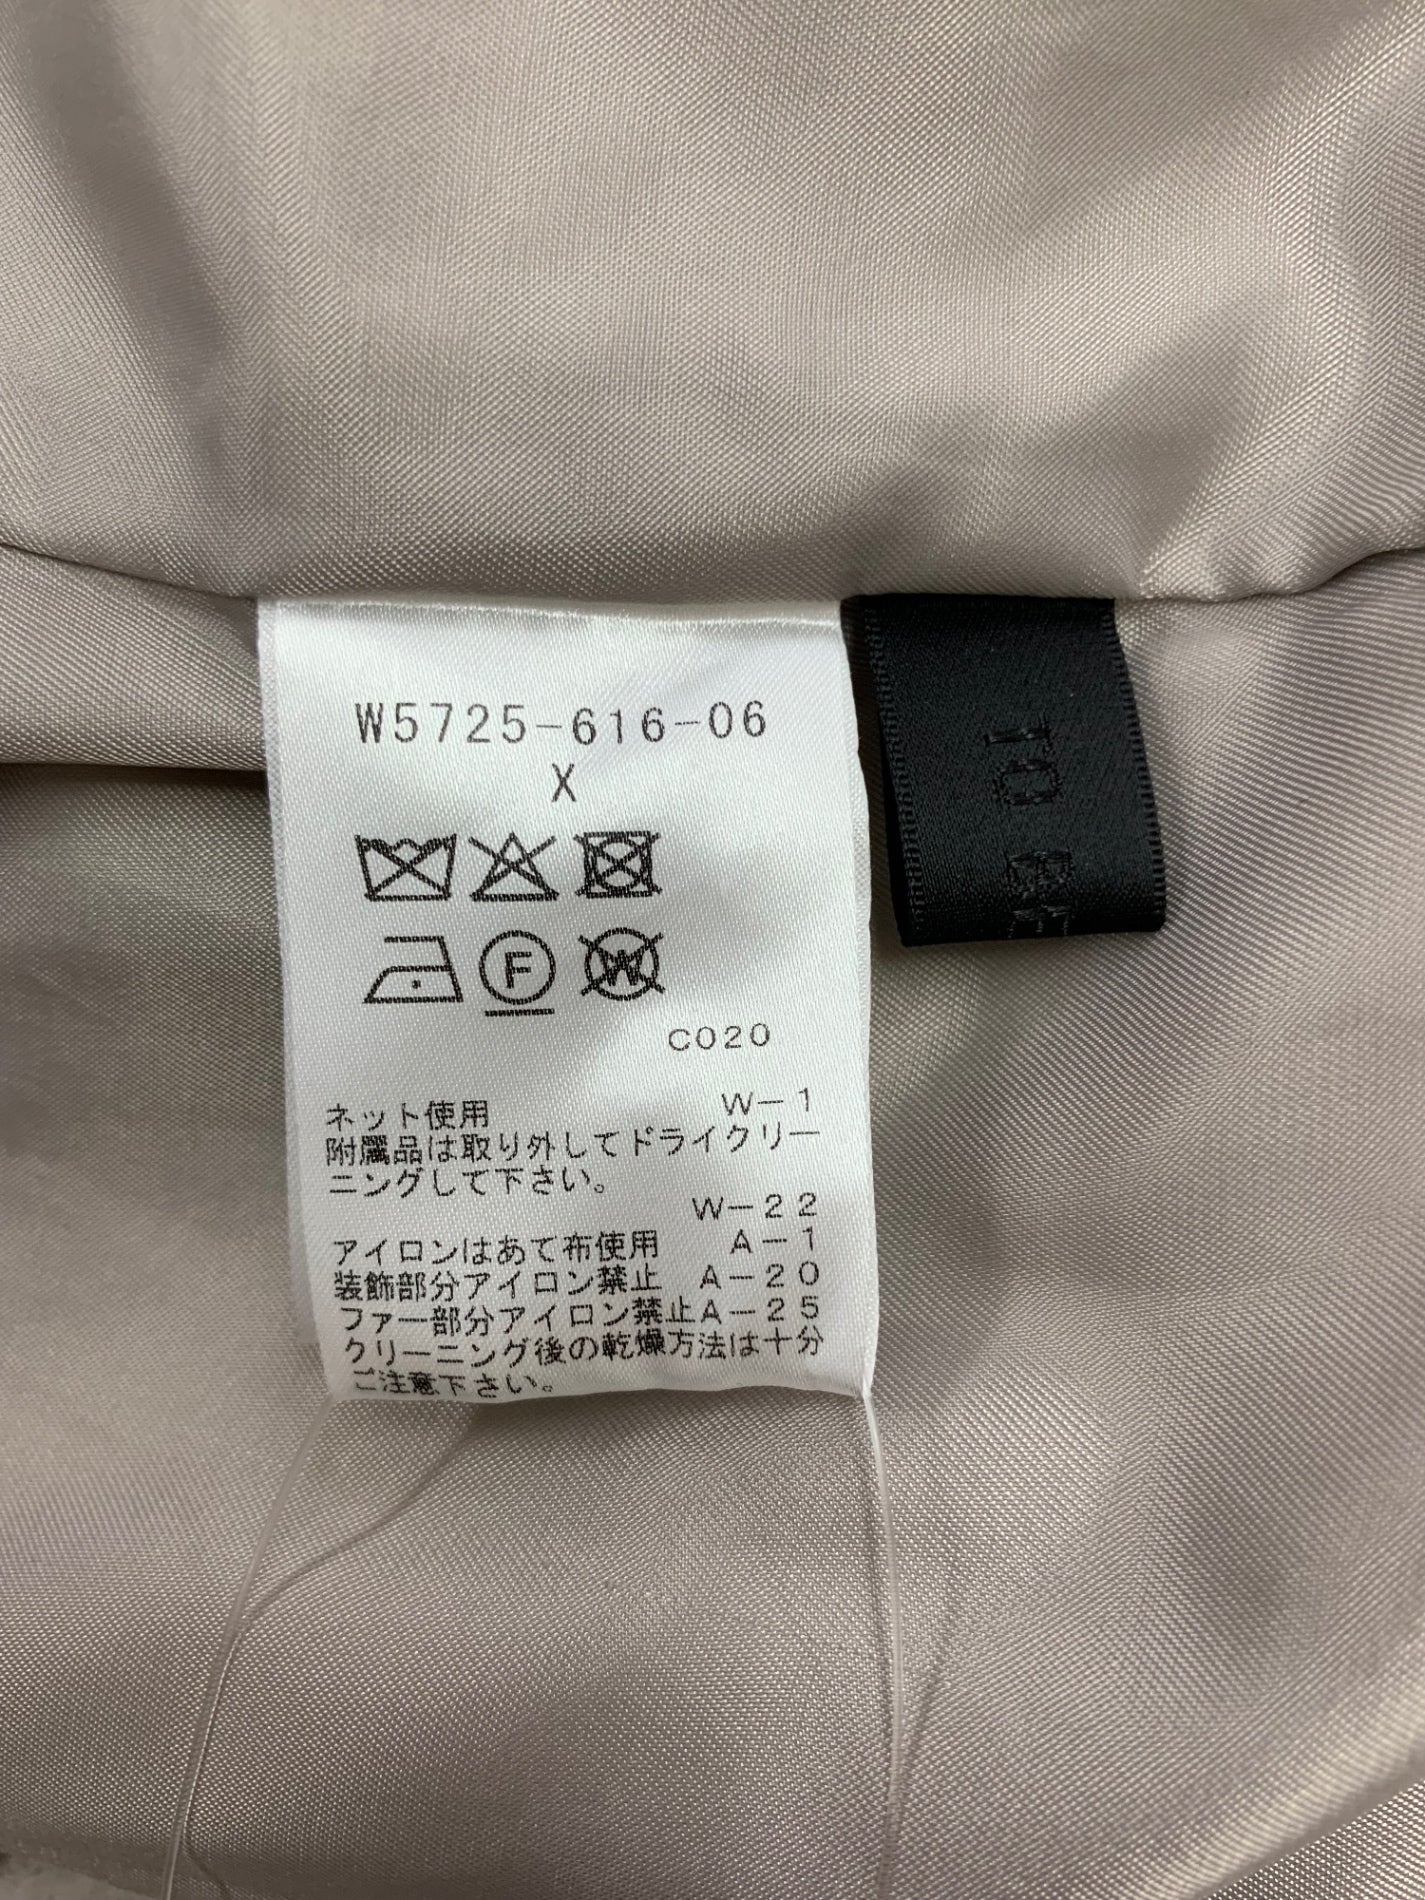 W5725-616-06
X
F
W
C020
ネット使用 W-1
附属品は取り外してドライクリー
ニングして下さい。
W-22
アイロンはあて布使用 A-1
装飾部分アイロン禁止 A-20
ファー部分アイロン禁止A-25
クリーニング後の乾燥方法は十分
ご注意下さい。
TO B